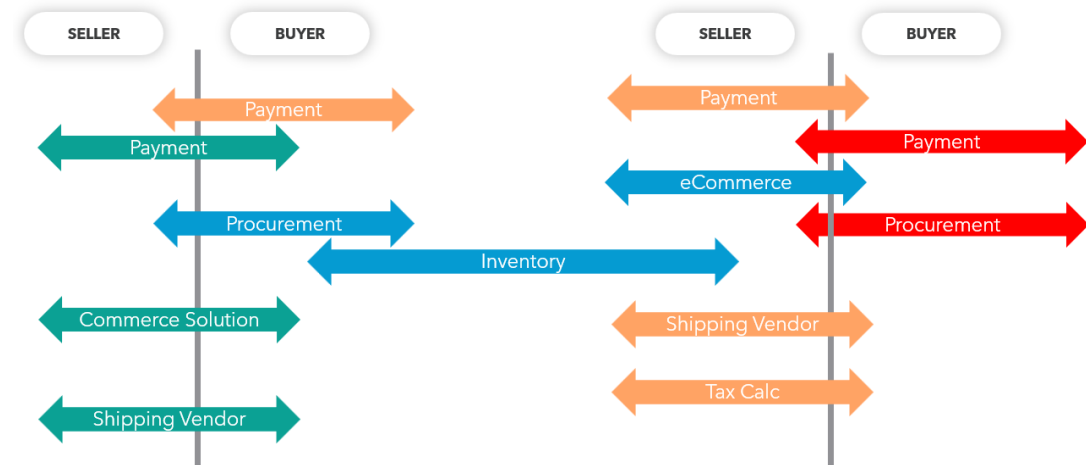 SELLER
BUYER
SELLER
BUYER
Payment
Payment
Payment
Payment
eCommerce
Procurement
Procurement
Inventory
Commerce Solution
Shipping Vendor
Tax Calc
Shipping Vendor